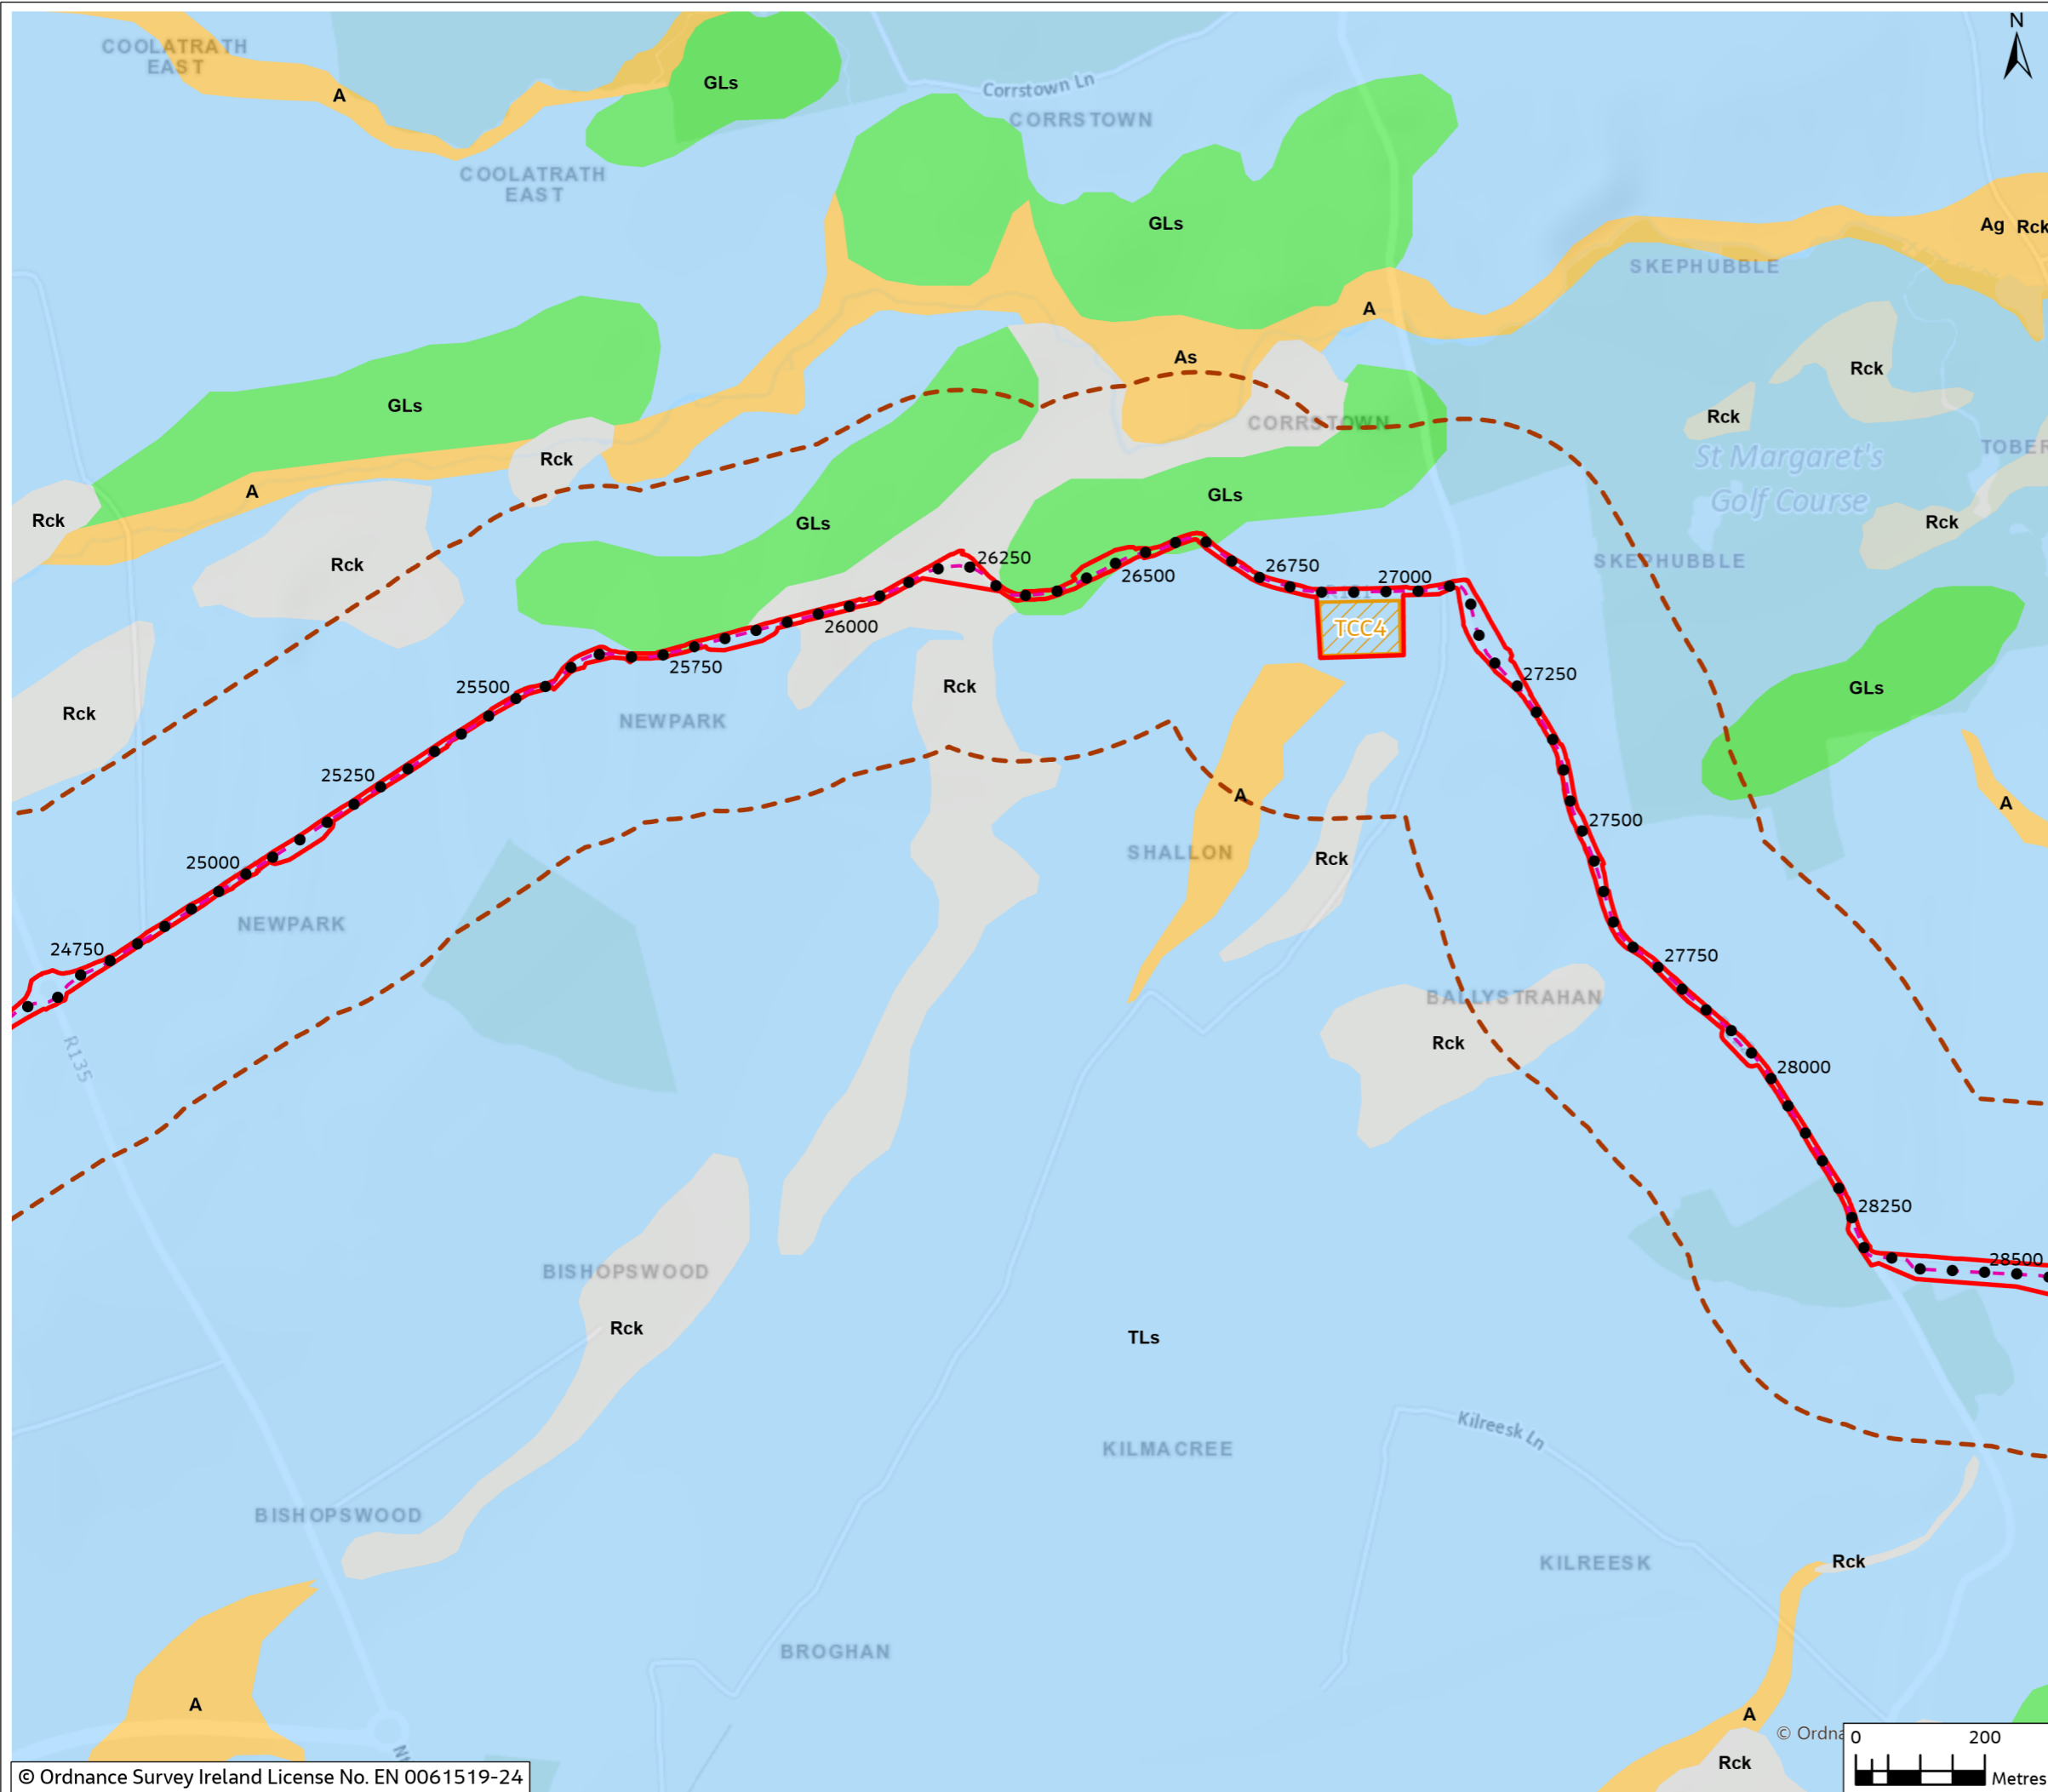 N
COOLATRATH
EAST
A
GLs
Corrstown Ln
CORRSTOWN
COOLATRATH
EAST
GLs
Ag Rck
SKEPHUBBLE
A
As
Rck
GLs
Rck
CORRSTOWN
TOBER
Rck
St Margaret's
Golf Course
A
GLs
Rck
GLs
Rck
Rck
26250
SKEPHUBBLE
26500
26750
27000
26000
TCC4
25750
27250
25500
Rck
GLs
Rck
NEWPARK
25250
A
A
27500
25000
SHALLON
Rck
NEWPARK
24750
27750
BALLYSTRAHAN
R135
Rck
28000
28250
28500
BISHOPSWOOD
Rck
TLs
Kilreesk Ln
KILMACREE
BISHOPSWOOD
Rck
KILREESK
BROGHAN
A
A
© Ordna
0 200
Rck
Metres
© Ordnance Survey Ireland License No. EN 0061519-24